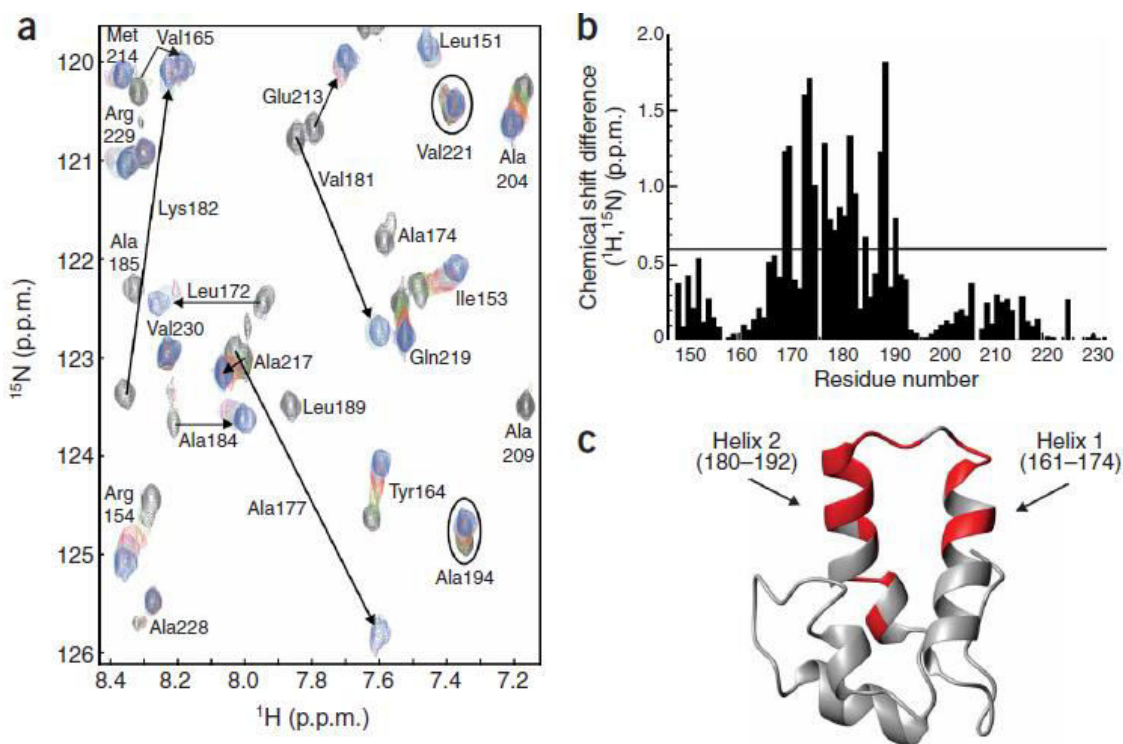 a
Met
214
Val165
Leu151
Glu213
Arg
229
Val221
Ala
204
Val181
Lys182
Ala
185
Ala174
Leu172
Ile153
Val230
Gln219
Ala217
Leu189
Ala184
Ala
209
Tyr164
Arg
154
Ala177
Ala194
Ala228
120
121
122
123
124
125
126
15N (p.p.m.)
8.4 8.2 8.0 7.8 7.6 7.4 7.2
1H (p.p.m.)
b
2.0
1.6
1.2
0.8
0.5
0
Chemical shift difference
(1H,15N) (p.p.m.)
150 160 170 180 190 200 210 220 230
Residue number
c
Helix 2
(180–192)
Helix 1
(161–174)